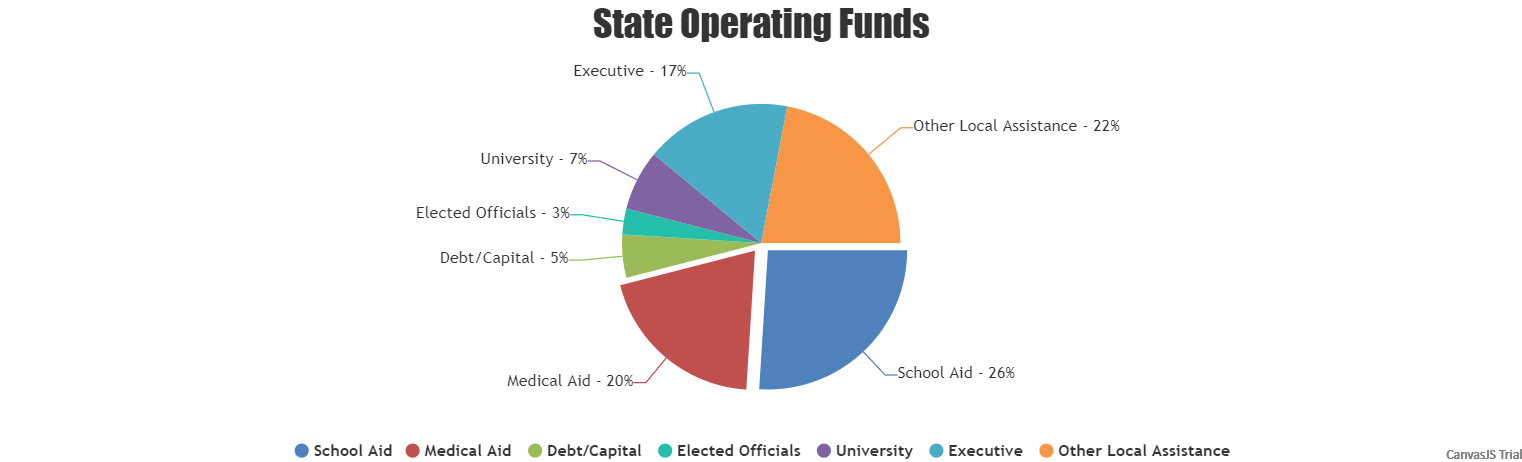 State Operating Funds
Executive - 17%
Other Local Assistance - 22%
University - 7%
Elected Officials - 3%
Debt/Capital - 5%
School Aid - 26%
Medical Aid - 20%
School Aid Medical Aid Debt/Capital Elected Officials University Executive Other Local Assistance
CanvasJS Trial